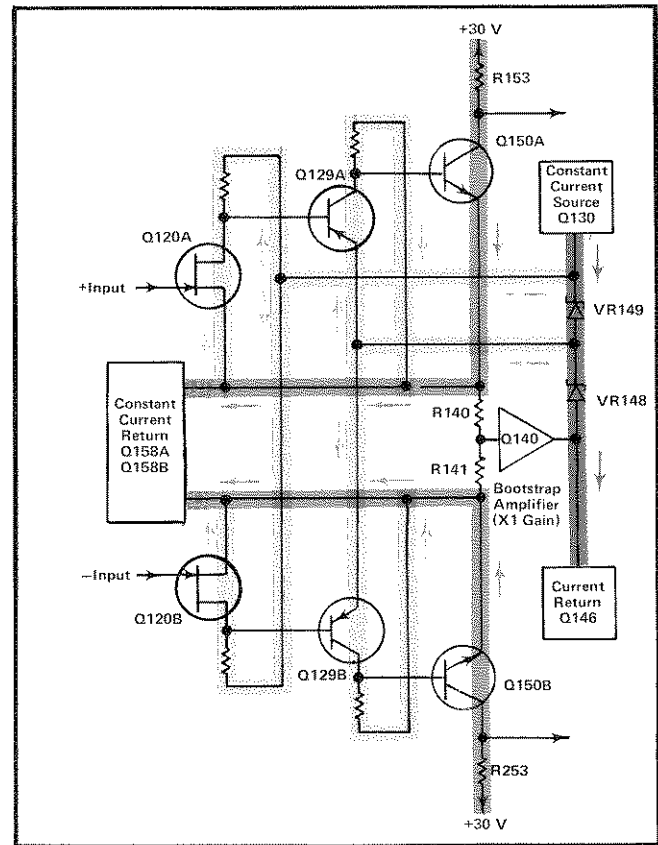 +30 V
R153
Q150A
Q129A
Constant
Current
Source
Q130
Q120A
+Input
VR149
Constant
Current
Return
Q158A
Q158B
R140
Q140
VR148
R141
Bootstrap
Amplifier
(X1 Gain)
−Input
Q120B
Q129B
Current
Return
Q146
Q150B
R253
+30 V